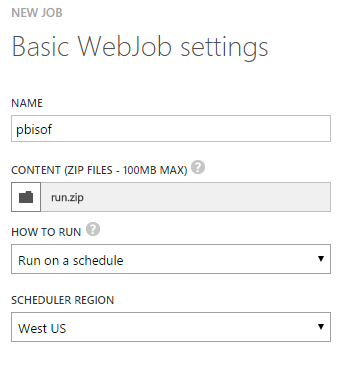 NEW JOB
Basic WebJob settings
NAME
pbisof
CONTENT (ZIP FILES - 100MB MAX) ?
run.zip
HOW TO RUN ?
Run on a schedule
SCHEDULER REGION
West US